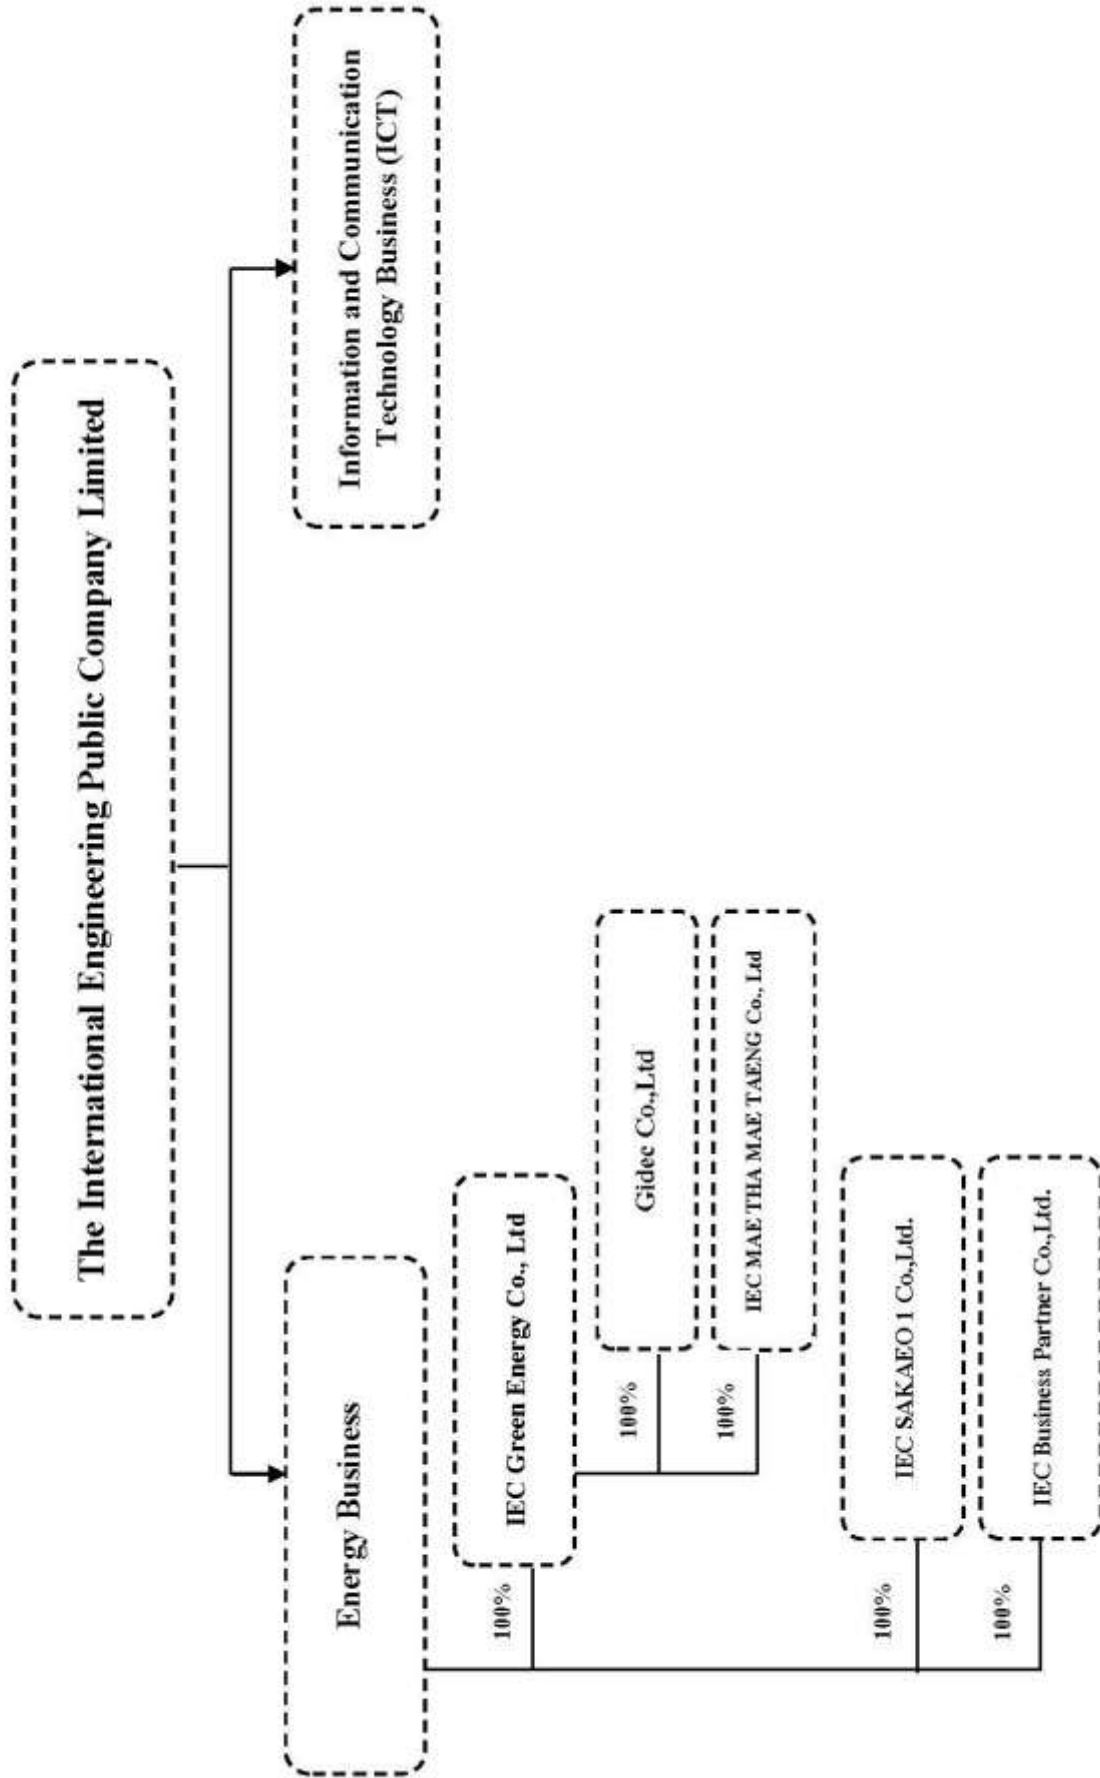 The International Engineering Public Company Limited
Energy Business
Information and Communication
Technology Business (ICT)
100%
IEC Green Energy Co., Ltd
100%
Gidec Co.,Ltd
100%
IEC MAE THA MAE TAENG Co., Ltd
100%
IEC SAKAEO 1 Co.,Ltd.
100%
IEC Business Partner Co.,Ltd.